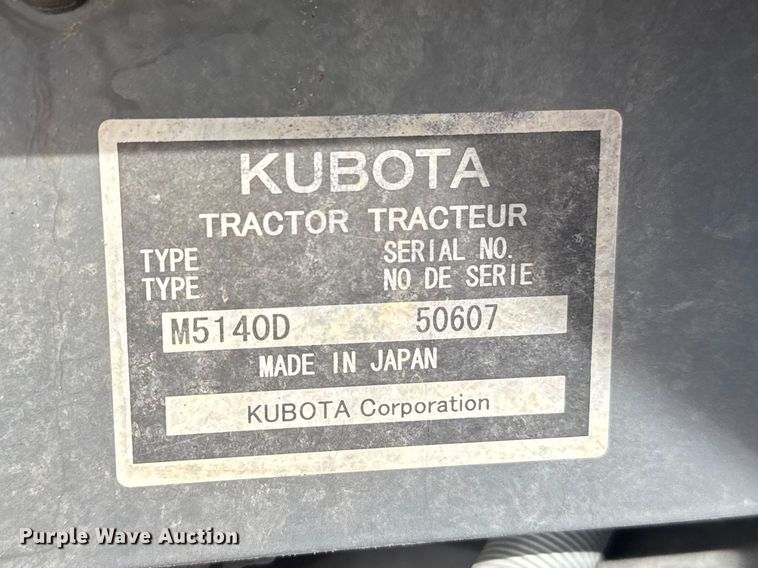 KUBOTA
TRACTOR TRACTEUR
TYPE SERIAL NO.
TYPE NO DE SERIE
M5140D 50607
MADE IN JAPAN
KUBOTA Corporation
Purple Wave Auction